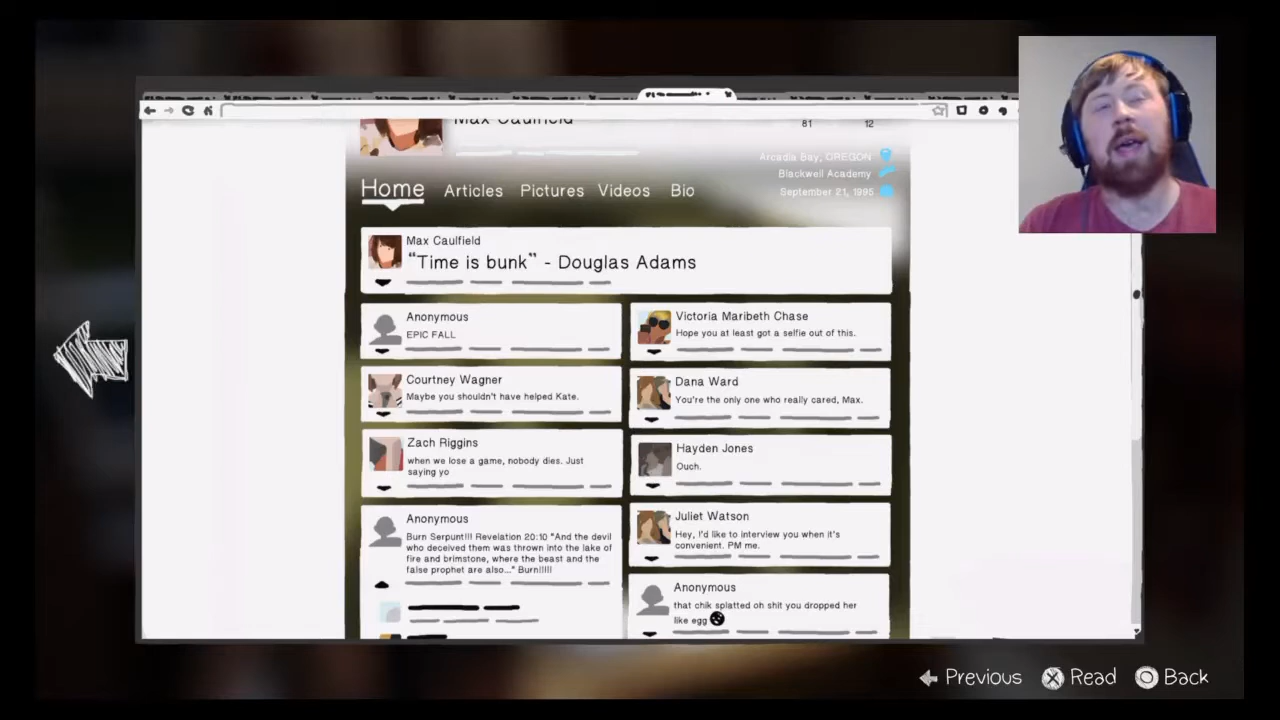 Max Caulfield
81 12
Arcadia Bay, OREGON
Blackwell Academy
September 21, 1995
Home Articles Pictures Videos Bio
Max Caulfield
"Time is bunk" - Douglas Adams
Anonymous
EPIC FALL
Courtney Wagner
Maybe you shouldn't have helped Kate.
Zach Riggins
when we lose a game, nobody dies. Just
saying yo
Anonymous
Burn Serpunt!!! Revelation 20:10 "And the devil
who deceived them was thrown into the lake of
fire and brimstone, where the beast and the
false prophet are also..." Burn!!!!!
Victoria Maribeth Chase
Hope you at least got a selfie out of this.
Dana Ward
You're the only one who really cared, Max.
Hayden Jones
Ouch.
Juliet Watson
Hey, I'd like to interview you when it's
convenient. PM me.
Anonymous
that chik splatted oh shit you dropped her
like egg
Previous Read Back